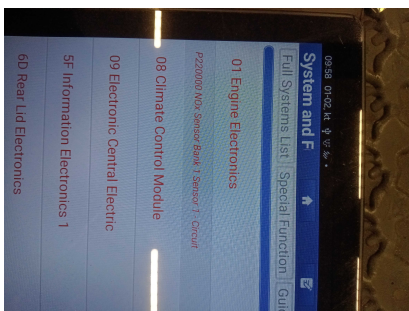 09:58 01-02, kt
System and F
Full Systems List Special Function Gui
01 Engine Electronics
P220000 NOx Sensor Bank 1 Sensor 1 Circuit
08 Climate Control Module
09 Electronic Central Electric
5F Information Electronics 1
6D Rear Lid Electronics